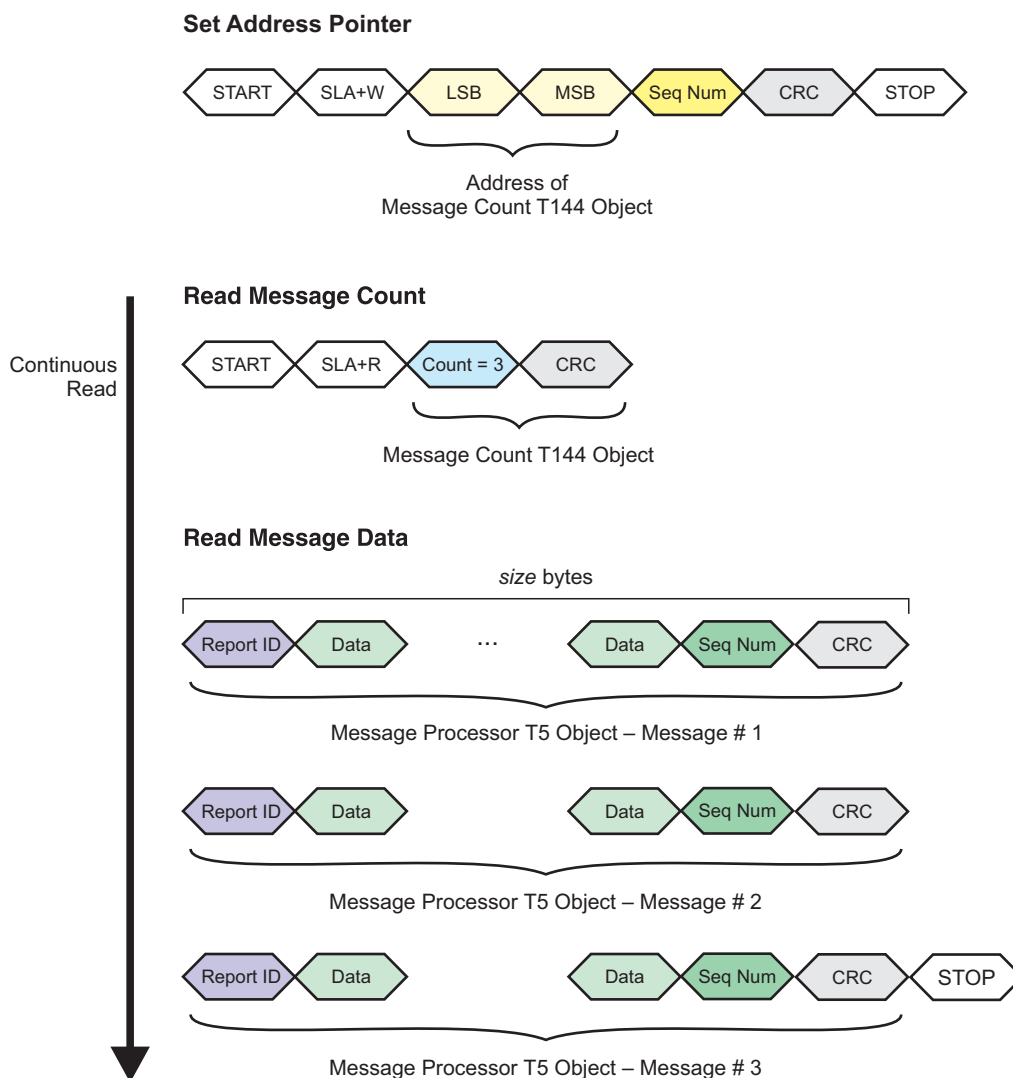 Set Address Pointer
START SLA+W LSB MSB Seq Num CRC STOP
Address of
Message Count T144 Object
Read Message Count
Continuous
Read
START SLA+R Count = 3 CRC
Message Count T144 Object
Read Message Data
size bytes
Report ID Data ... Data Seq Num CRC
Message Processor T5 Object – Message # 1
Report ID Data Data Seq Num CRC
Message Processor T5 Object – Message # 2
Report ID Data Data Seq Num CRC STOP
Message Processor T5 Object – Message # 3